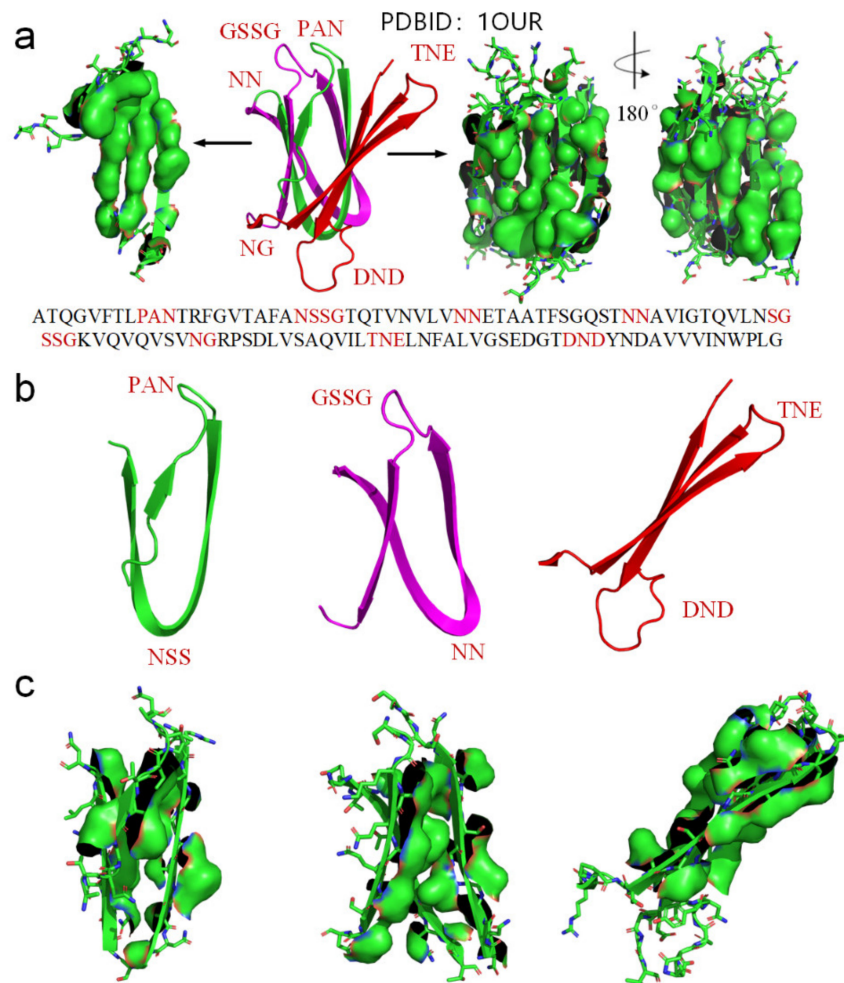 a
PDBID: 1OUR
GSSG PAN
TNE
NN
180°
NG
DND
ATQGVFTLPANTRFGVTAFANSSGTQTVNVLVNNETAATFSGQSTNNAVIGTQVLNSG
SSGKVQVQVSVNGRPSDLVSAQVILTNELNFALVGSEDGTDNDYNDAVVVINWPLG
b
PAN
GSSG
TNE
DND
NSS
NN
c